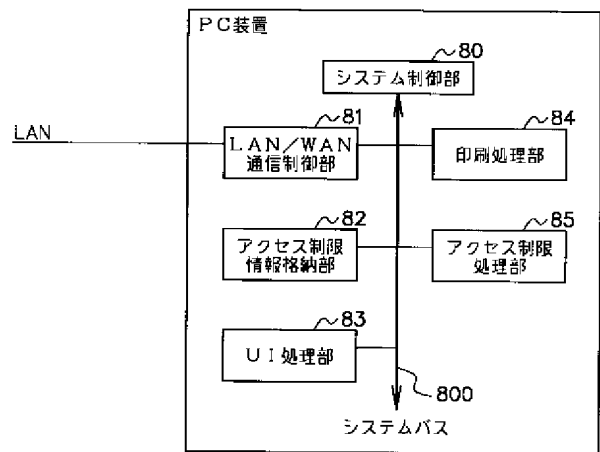 PC装置
80
システム制御部
LAN
81
LAN/WAN
通信制御部
84
印刷処理部
82
アクセス制限
情報格納部
85
アクセス制限
処理部
83
UI処理部
800
システムバス